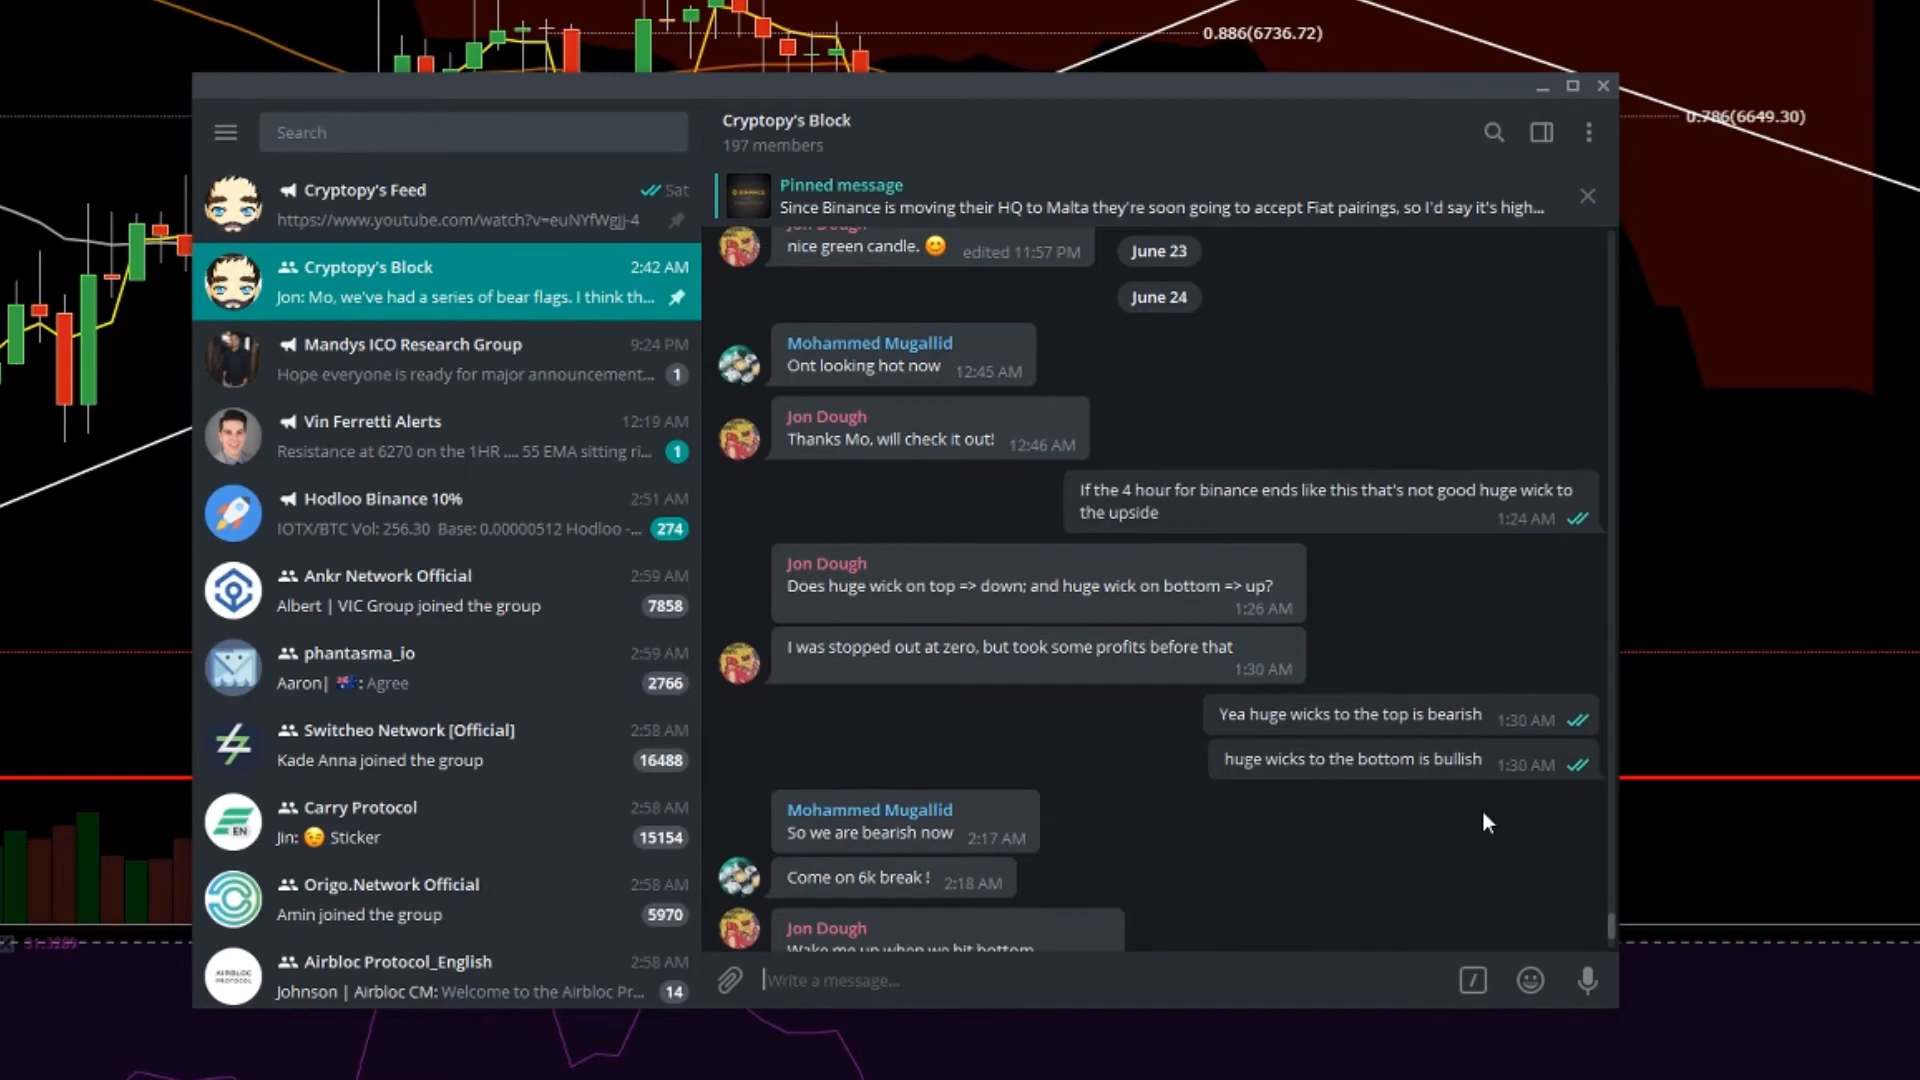 0.886(6736.72)
0.786(6649.30)
Search
Cryptopy's Feed
Sat
https://www.youtube.com/watch?v=euNYfWgjj-4
Cryptopy's Block
2:42 AM
Jon: Mo, we've had a series of bear flags. I think th...
Mandys ICO Research Group
9:24 PM
Hope everyone is ready for major announcement...
1
Vin Ferretti Alerts
12:19 AM
Resistance at 6270 on the 1HR .... 55 EMA sitting ri...
1
Hodloo Binance 10%
2:51 AM
IOTX/BTC Vol: 256.30 Base: 0.00000512 Hodloo -...
274
Ankr Network Official
2:59 AM
Albert | VIC Group joined the group
7858
phantasma_io
2:59 AM
Aaron| 🇦🇺: Agree
2766
Switcheo Network [Official]
2:58 AM
Kade Anna joined the group
16488
EN
Carry Protocol
2:58 AM
Jin: 😉 Sticker
15154
Origo.Network Official
2:58 AM
Amin joined the group
5970
AIRBLOC
PROTOCOL
Airbloc Protocol_English
2:58 AM
Johnson | Airbloc CM: Welcome to the Airbloc Pr...
14
Cryptopy's Block
197 members
BINANCE
Pinned message
Since Binance is moving their HQ to Malta they're soon going to accept Fiat pairings, so I'd say it's high...
Jon Dough
nice green candle. 😊
edited 11:57 PM
June 23
June 24
Mohammed Mugallid
Ont looking hot now
12:45 AM
Jon Dough
Thanks Mo, will check it out!
12:46 AM
If the 4 hour for binance ends like this that's not good huge wick to
the upside
1:24 AM
Jon Dough
Does huge wick on top => down; and huge wick on bottom => up?
1:26 AM
I was stopped out at zero, but took some profits before that
1:30 AM
Yea huge wicks to the top is bearish
1:30 AM
huge wicks to the bottom is bullish
1:30 AM
Mohammed Mugallid
So we are bearish now
2:17 AM
Come on 6k break !
2:18 AM
Jon Dough
Wake me up when we hit bottom
Write a message...
31.3289